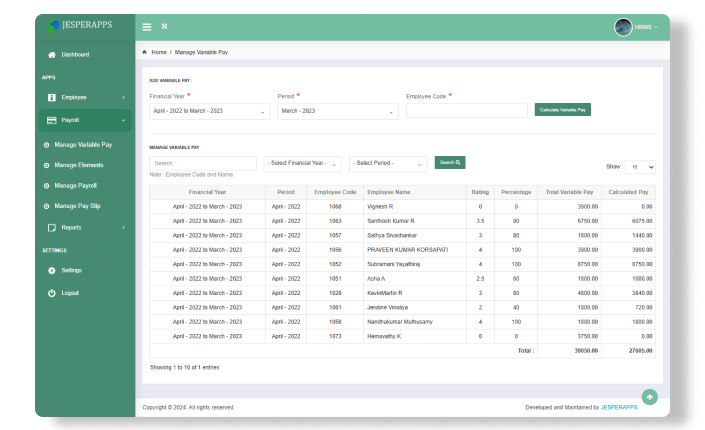 JESPERAPPS
HRMS
Dashboard
APPS
Employee
Payroll
Manage Variable Pay
Manage Elements
Manage Payroll
Manage Pay Slip
Reports
SETTINGS
Settings
Logout
Home / Manage Variable Pay
ADD VARIABLE PAY :
Financial Year * Period * Employee Code *
April - 2022 to March - 2023 March - 2023 Calculate Variable Pay
MANAGE VARIABLE PAY
Search.. - Select Financial Year - - Select Period - Search
Note : Employee Code and Name.
Show : 10
Financial Year Period Employee Code Employee Name Rating Percentage Total Variable Pay Calculated Pay
April - 2022 to March - 2023 April - 2022 1068 Vignesh R 0 0 3900.00 0.00
April - 2022 to March - 2023 April - 2022 1063 Santhosh Kumar R 3.5 90 6750.00 6075.00
April - 2022 to March - 2023 April - 2022 1057 Sathya Sivashankar 3 80 1800.00 1440.00
April - 2022 to March - 2023 April - 2022 1056 PRAVEEN KUMAR KORSAPATI 4 100 3900.00 3900.00
April - 2022 to March - 2023 April - 2022 1052 Subramani Yayathiraj 4 100 8750.00 8750.00
April - 2022 to March - 2023 April - 2022 1051 Asha A 2.5 60 1800.00 1080.00
April - 2022 to March - 2023 April - 2022 1028 KevinMartin R 3 80 4800.00 3840.00
April - 2022 to March - 2023 April - 2022 1061 Jeroline Vinoliya 2 40 1800.00 720.00
April - 2022 to March - 2023 April - 2022 1058 Nandhakumar Muthusamy 4 100 1800.00 1800.00
April - 2022 to March - 2023 April - 2022 1073 Hemavathy K 0 0 3750.00 0.00
Total : 39050.00 27605.00
Showing 1 to 10 of 1 entries
Copyright © 2024. All rights reserved.
Developed and Maintained by JESPERAPPS